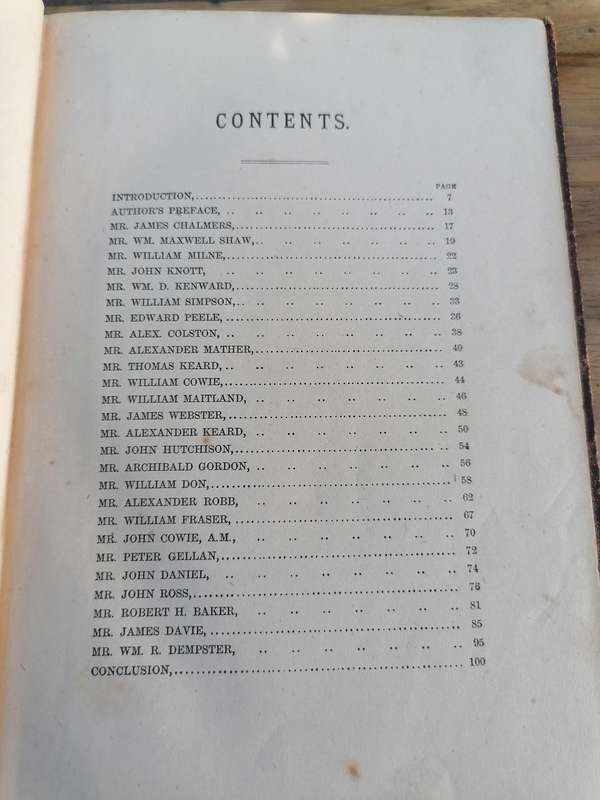 CONTENTS.
PAGE
INTRODUCTION, 7
AUTHOR'S PREFACE, 13
MR. JAMES CHALMERS, 17
MR. WM. MAXWELL SHAW, 19
MR. WILLIAM MILNE, 22
MR. JOHN KNOTT, 23
MR. WM. D. KENWARD, 28
MR. WILLIAM SIMPSON, 33
MR. EDWARD PEELE, 36
MR. ALEX. COLSTON, 38
MR. ALEXANDER MATHER, 40
MR. THOMAS KEARD, 43
MR. WILLIAM COWIE, 44
MR. WILLIAM MAITLAND, 46
MR. JAMES WEBSTER, 48
MR. ALEXANDER KEARD, 50
MR. JOHN HUTCHISON, 54
MR. ARCHIBALD GORDON, 56
MR. WILLIAM DON, 58
MR. ALEXANDER ROBB, 62
MR. WILLIAM FRASER, 67
MR. JOHN COWIE, A.M., 70
MR. PETER GELLAN, 72
MR. JOHN DANIEL, 74
MR. JOHN ROSS, 76
MR. ROBERT H. BAKER, 81
MR. JAMES DAVIE, 85
MR. WM. R. DEMPSTER, 95
CONCLUSION, 100